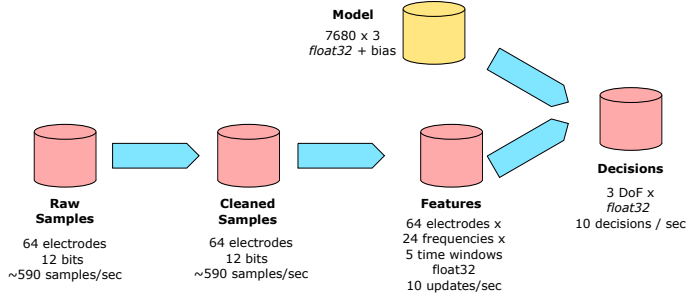 Model
7680 x 3
float32 + bias
Raw
Samples
64 electrodes
12 bits
~590 samples/sec
Cleaned
Samples
64 electrodes
12 bits
~590 samples/sec
Features
64 electrodes x
24 frequencies x
5 time windows
float32
10 updates/sec
Decisions
3 DoF x
float32
10 decisions / sec